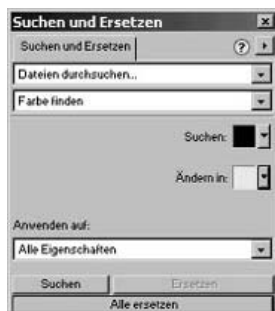 Suchen und Ersetzen
Suchen und Ersetzen
Dateien durchsuchen...
Farbe finden
Suchen:
Ändern in:
Anwenden auf:
Alle Eigenschaften
Suchen Ersetzen
Alle ersetzen